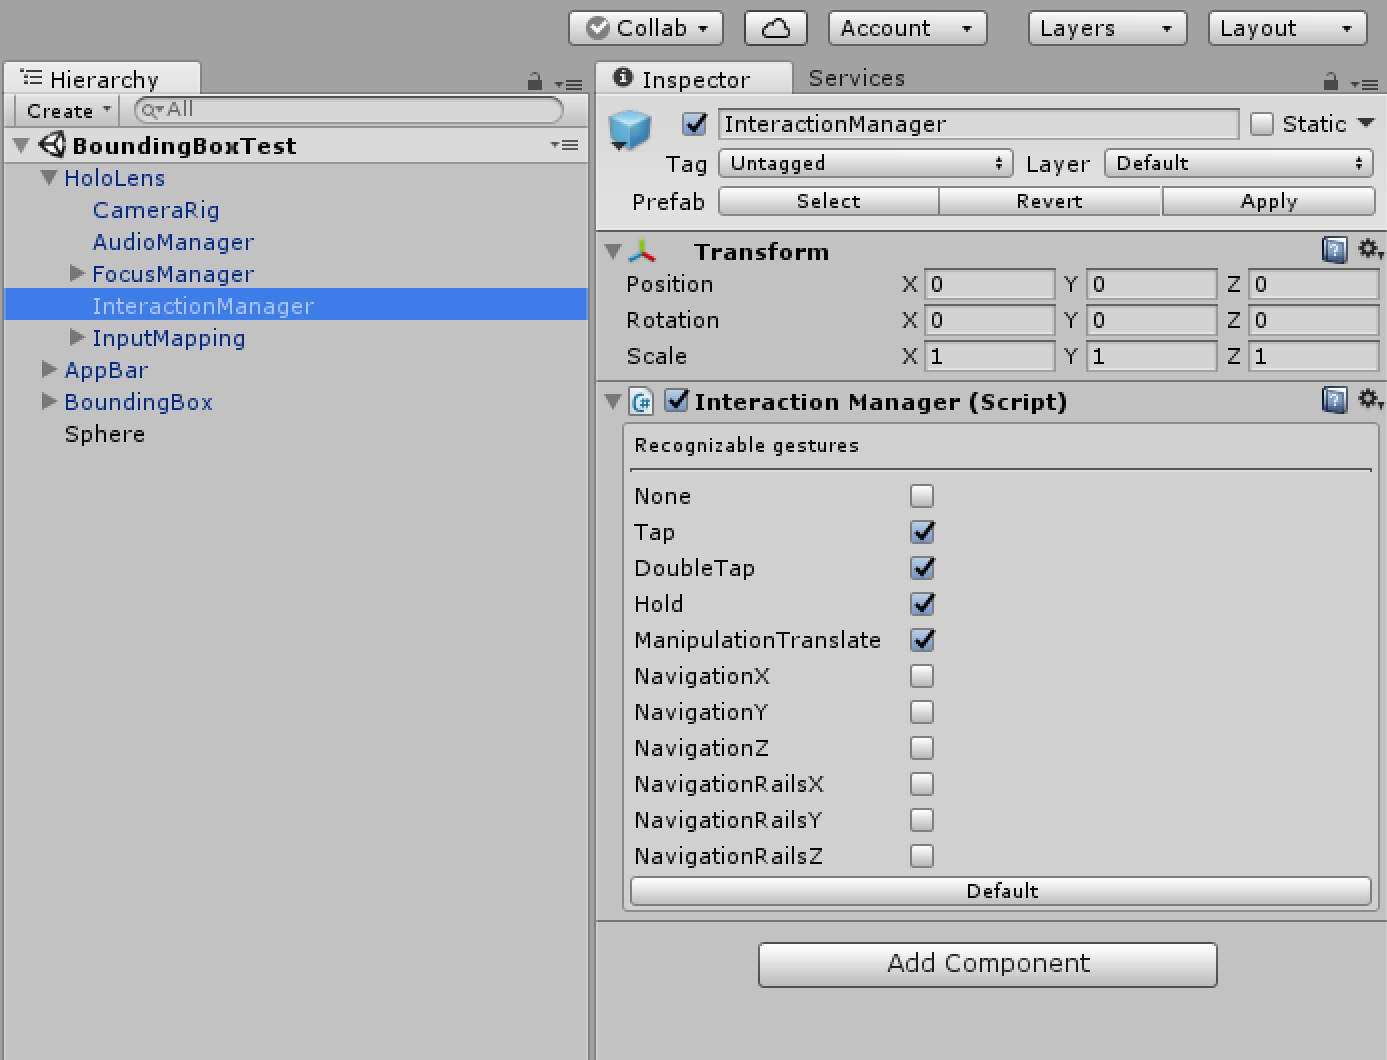 Collab
Account
Layers
Layout
Hierarchy
Create
All
BoundingBoxTest
HoloLens
CameraRig
AudioManager
FocusManager
InteractionManager
InputMapping
AppBar
BoundingBox
Sphere
Inspector
Services
InteractionManager
Static
Tag Untagged Layer Default
Prefab Select Revert Apply
Transform
Position X 0 Y 0 Z 0
Rotation X 0 Y 0 Z 0
Scale X 1 Y 1 Z 1
C# Interaction Manager (Script)
Recognizable gestures
None
Tap
DoubleTap
Hold
ManipulationTranslate
NavigationX
NavigationY
NavigationZ
NavigationRailsX
NavigationRailsY
NavigationRailsZ
Default
Add Component